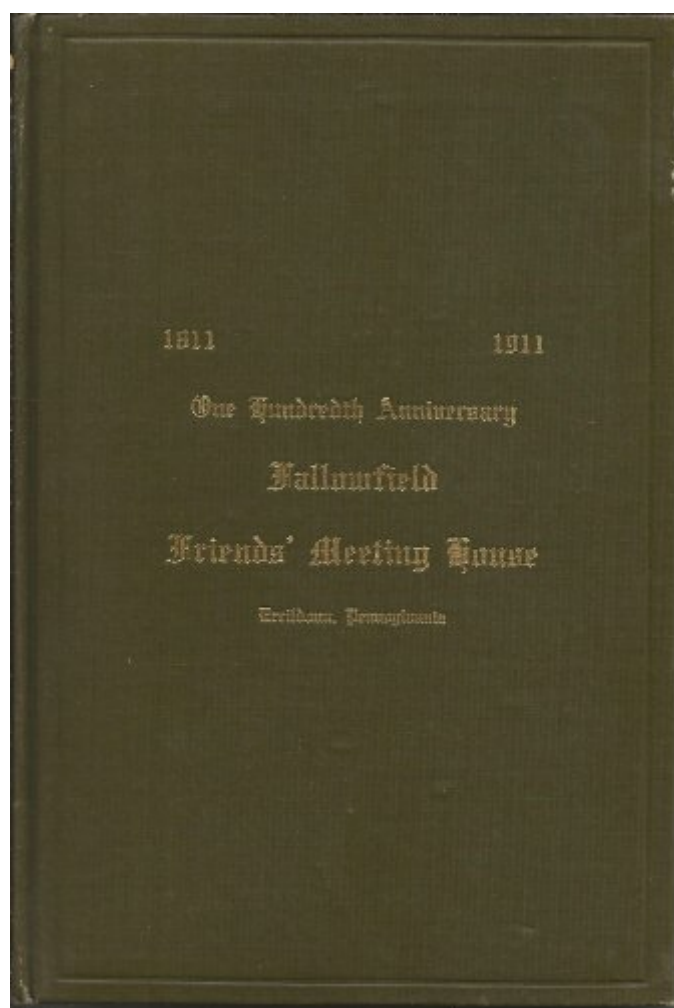 1811 1911
One Hundredth Anniversary
Fallowfield
Friends' Meeting House
Ercildoun, Pennsylvania